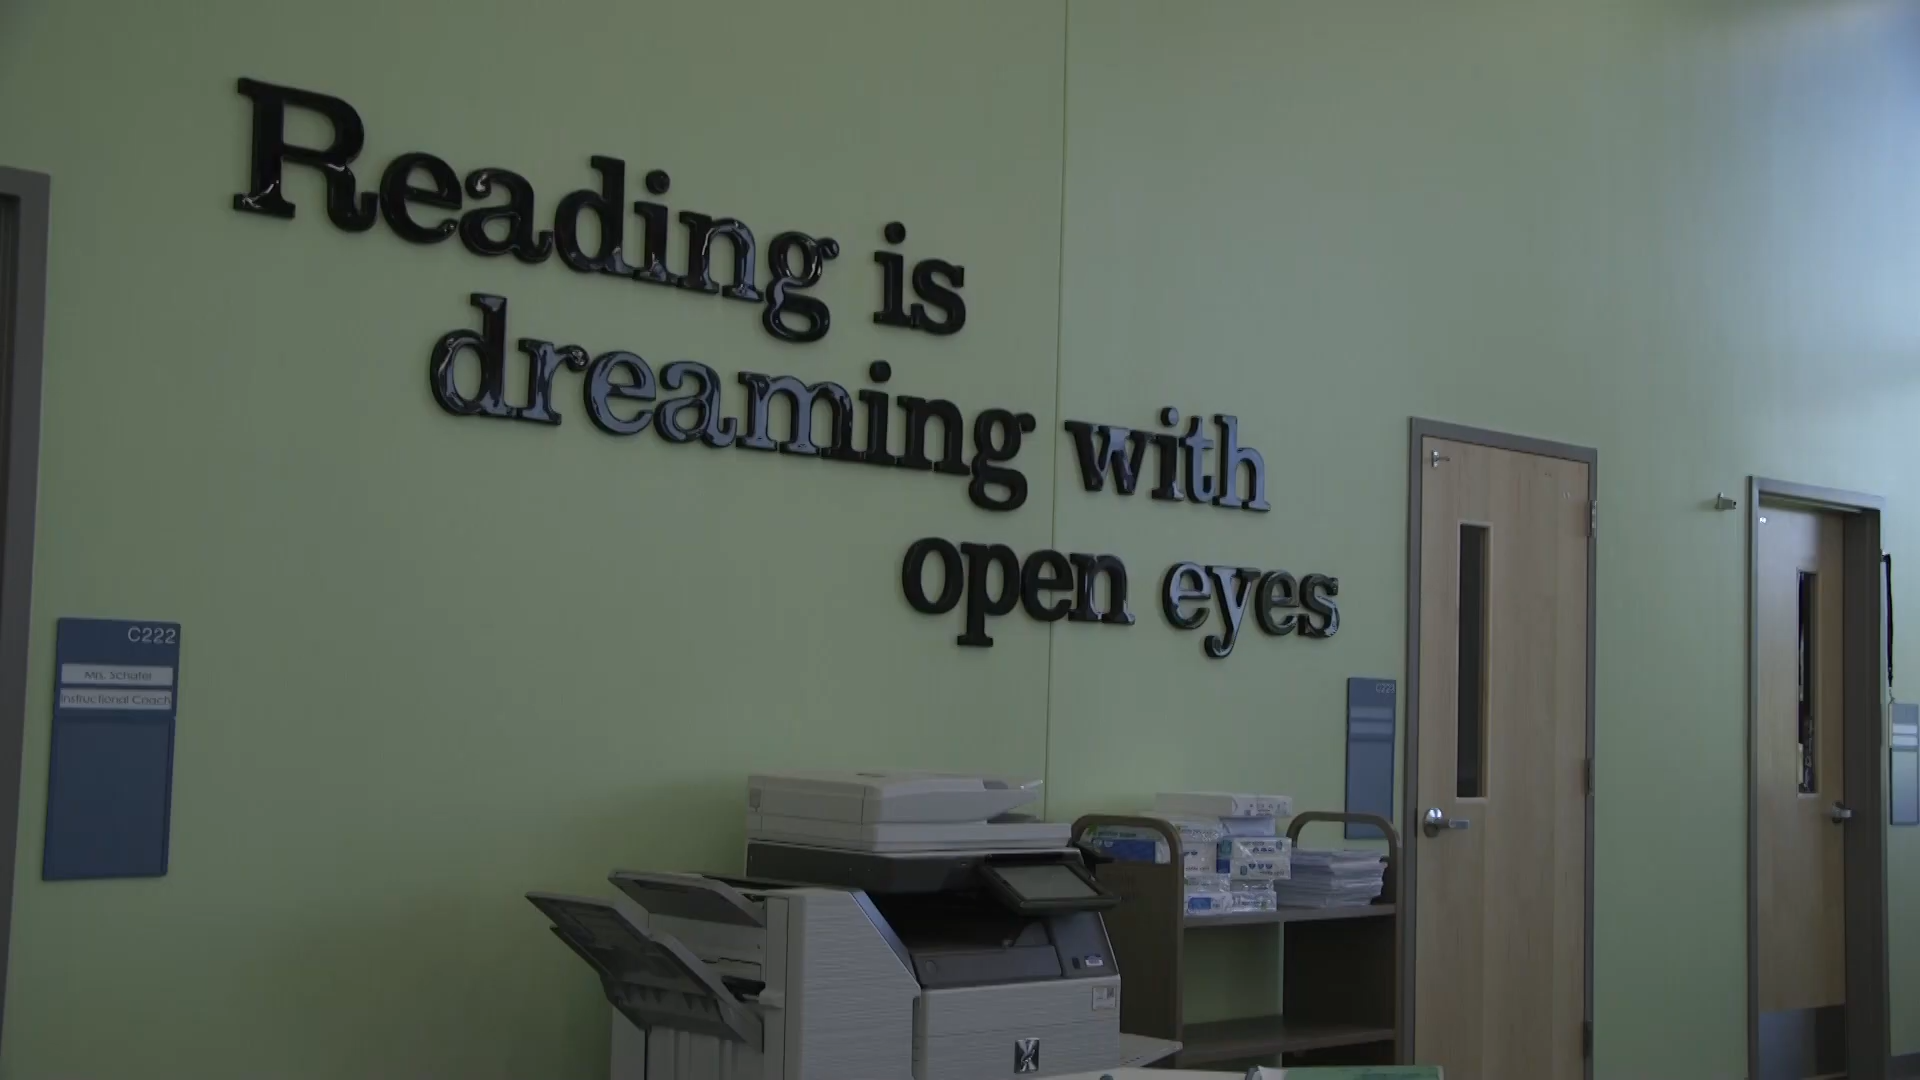 Reading is
dreaming with
open eyes
C222
Mrs. Schafer
Instructional Coach